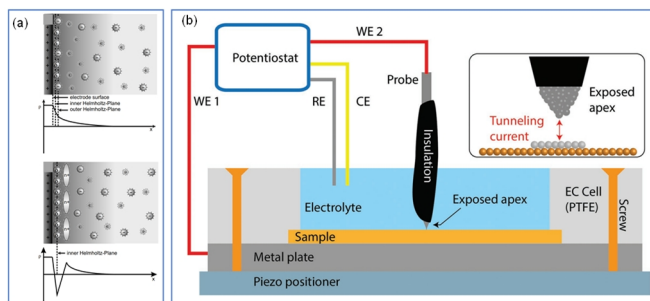 (a)
electrode surface
inner Helmholtz-Plane
outer Helmholtz-Plane
x
inner Helmholtz-Plane
x
(b)
WE 2
Potentiostat
Probe
WE 1
RE
CE
Insulation
Exposed
apex
Tunneling
current
Electrolyte
Exposed apex
EC Cell
(PTFE)
Screw
Sample
Metal plate
Piezo positioner